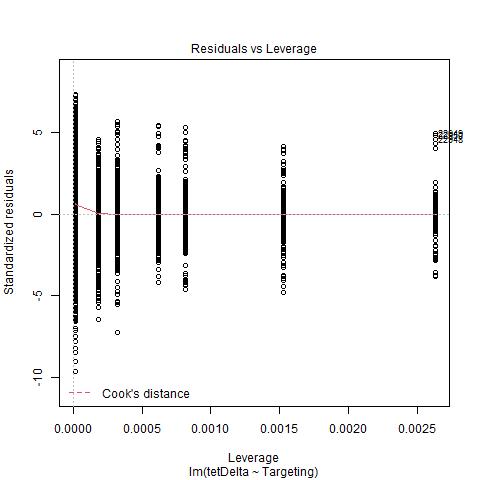 Residuals vs Leverage
Standardized residuals
5
0
-5
-10
Cook's distance
0.0000 0.0005 0.0010 0.0015 0.0020 0.0025
Leverage
lm(tetDelta ~ Targeting)